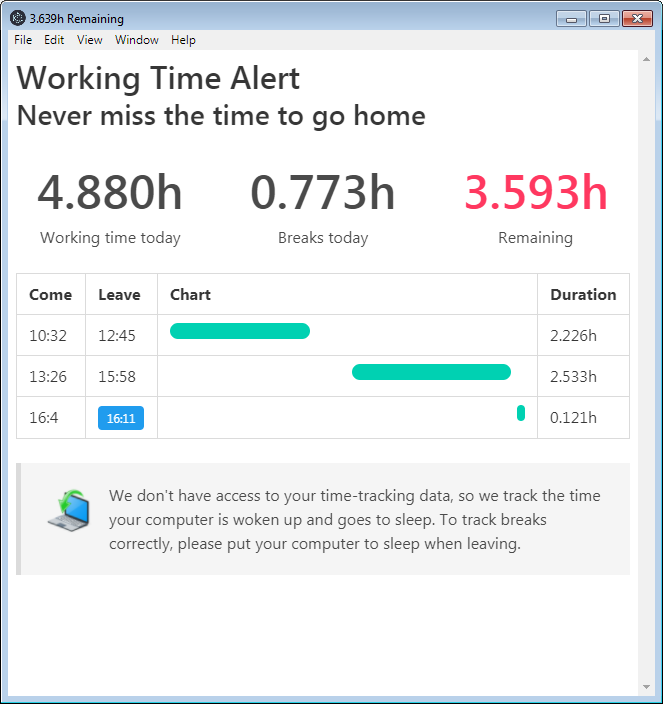 3.639h Remaining
File Edit View Window Help
Working Time Alert
Never miss the time to go home
4.880h 0.773h 3.593h
Working time today Breaks today Remaining
Come Leave Chart Duration
10:32 12:45 2.226h
13:26 15:58 2.533h
16:4 16:11 0.121h
We don't have access to your time-tracking data, so we track the time
your computer is woken up and goes to sleep. To track breaks
correctly, please put your computer to sleep when leaving.